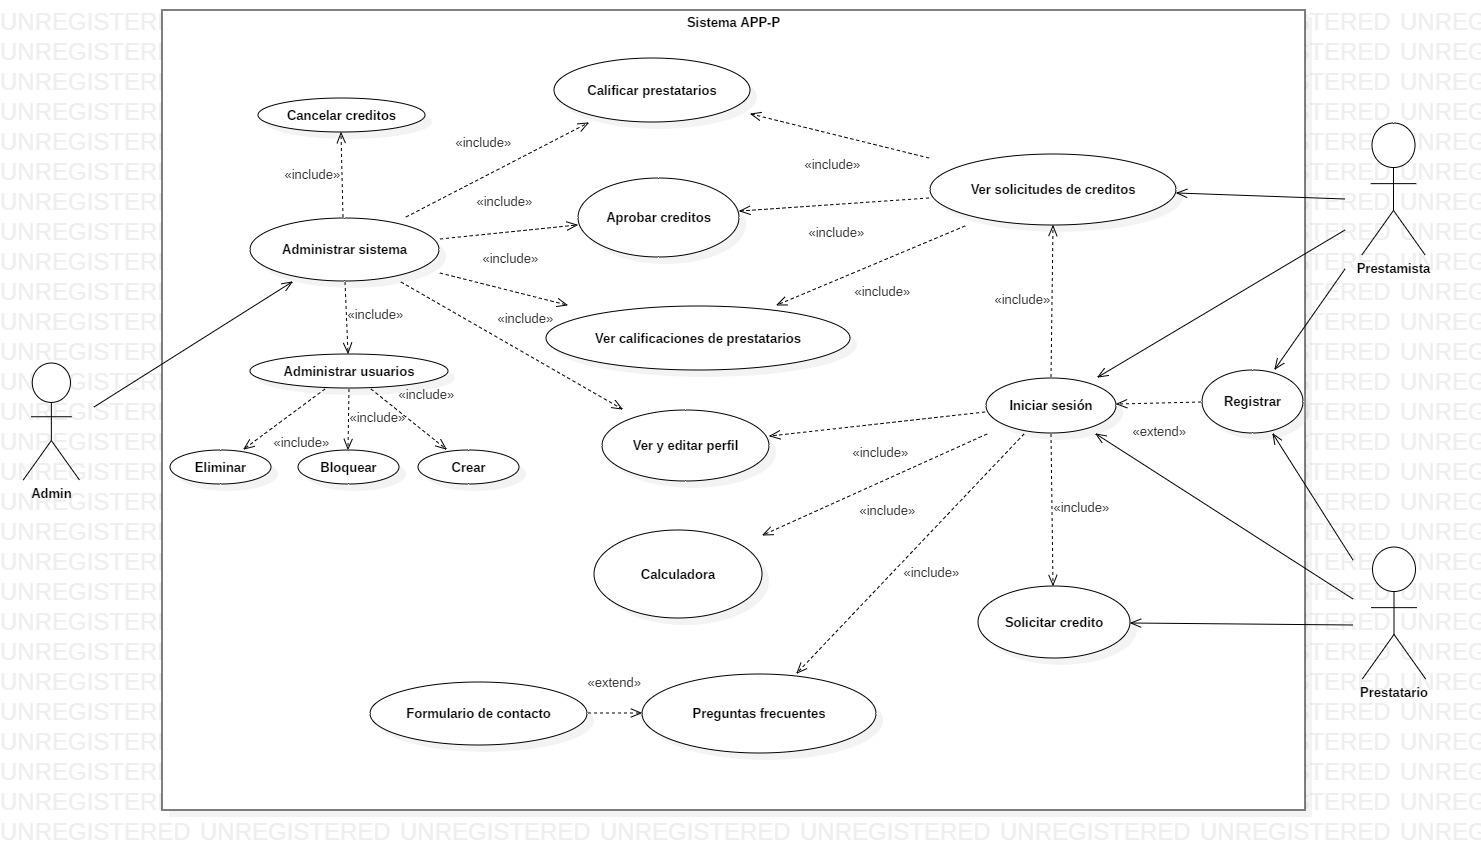 Sistema APP-P
Calificar prestatarios
Cancelar creditos
«include»
«include»
«include»
Ver solicitudes de creditos
«include»
Aprobar creditos
«include»
Administrar sistema
«include»
Prestamista
«include»
«include»
«include»
«include»
Ver calificaciones de prestatarios
Administrar usuarios
«include»
Iniciar sesión
Registrar
«include»
«extend»
«include»
Ver y editar perfil
«include»
Eliminar
Bloquear
Crear
Admin
«include»
«include»
Calculadora
«include»
Solicitar credito
«extend»
Prestatario
Formulario de contacto
Preguntas frecuentes
UNREGISTERED UNREGISTERED UNREGISTERED UNREGISTERED UNREGISTERED UNREGISTERED UNREGISTERED UNREG